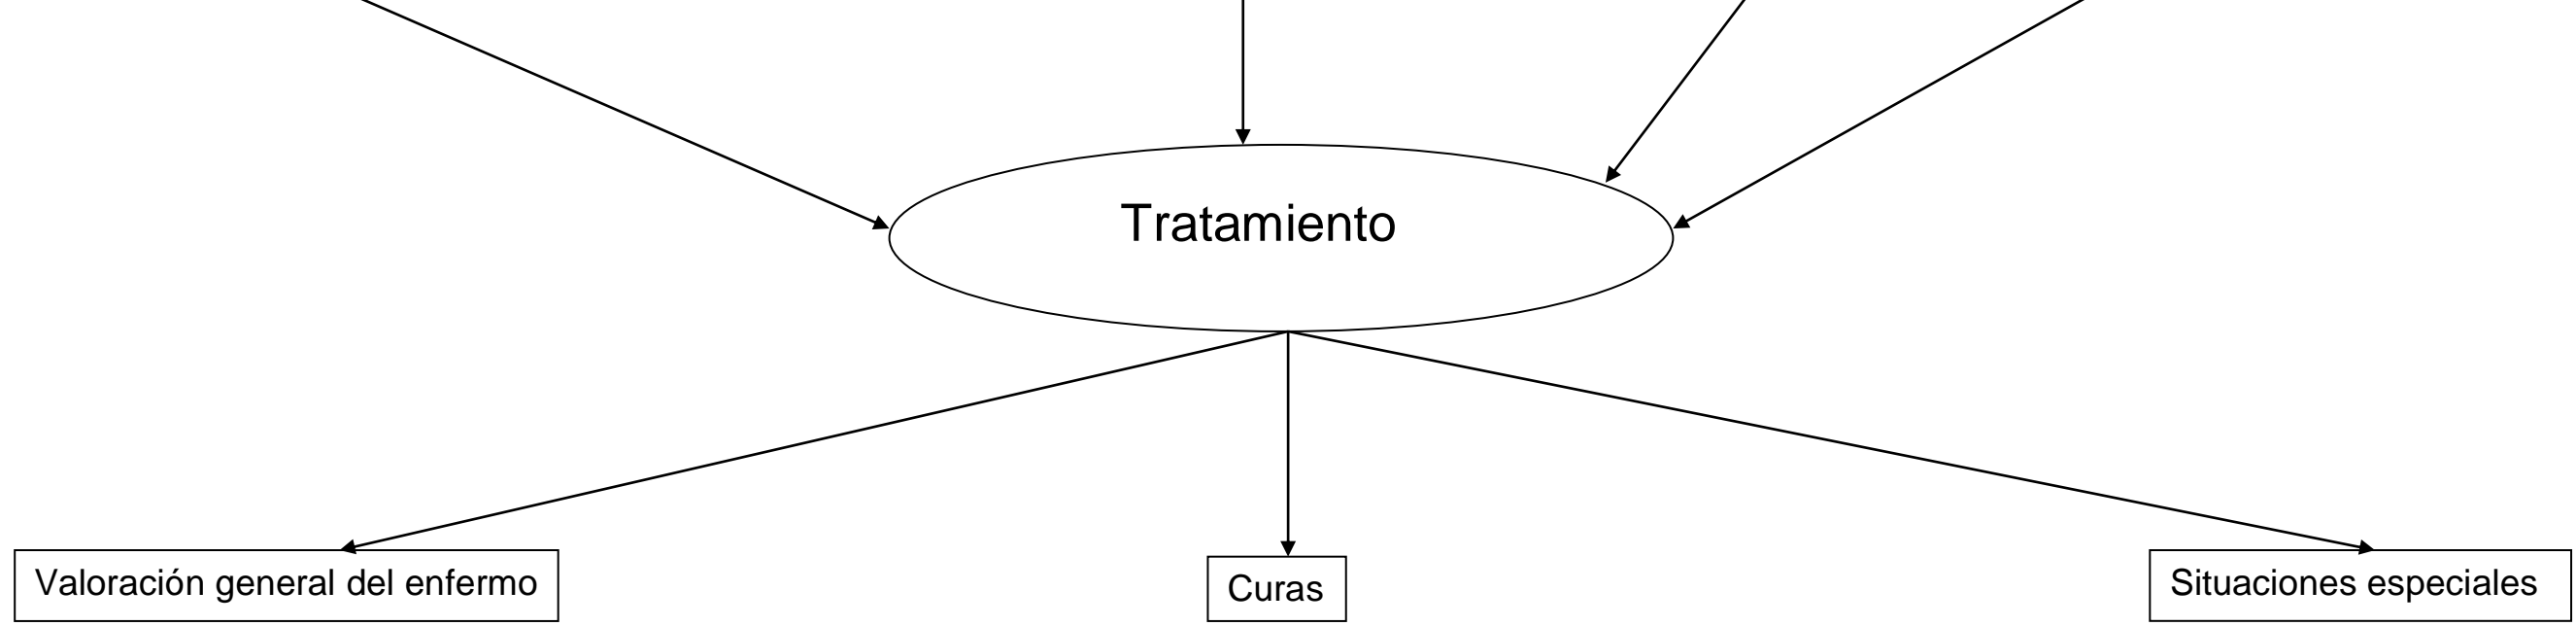 Tratamiento
Valoración general del enfermo
Curas
Situaciones especiales